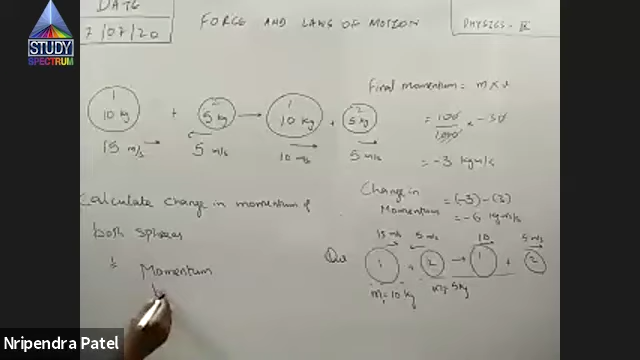 DATE
7/07/20
FORCE AND LAWS OF MOTION
PHYSICS - IX
STUDY
SPECTRUM
Final momentum = m x v
= 100/1000 x -30
= -3 kgm/s
1
10 kg
+
2
5 kg
→
1
10 kg
+
2
5 kg
15 m/s
5 m/s
10 m/s
5 m/s
Calculate change in momentum of
both spheres
Momentum
Change in
Momentum
= (-3) - (3)
= -6 kgm/s
15 m/s
5 m/s
10
5 m/s
1
+
2
→
1
+
2
m₁ = 10 kg
m₂ = 5 kg
Nripendra Patel